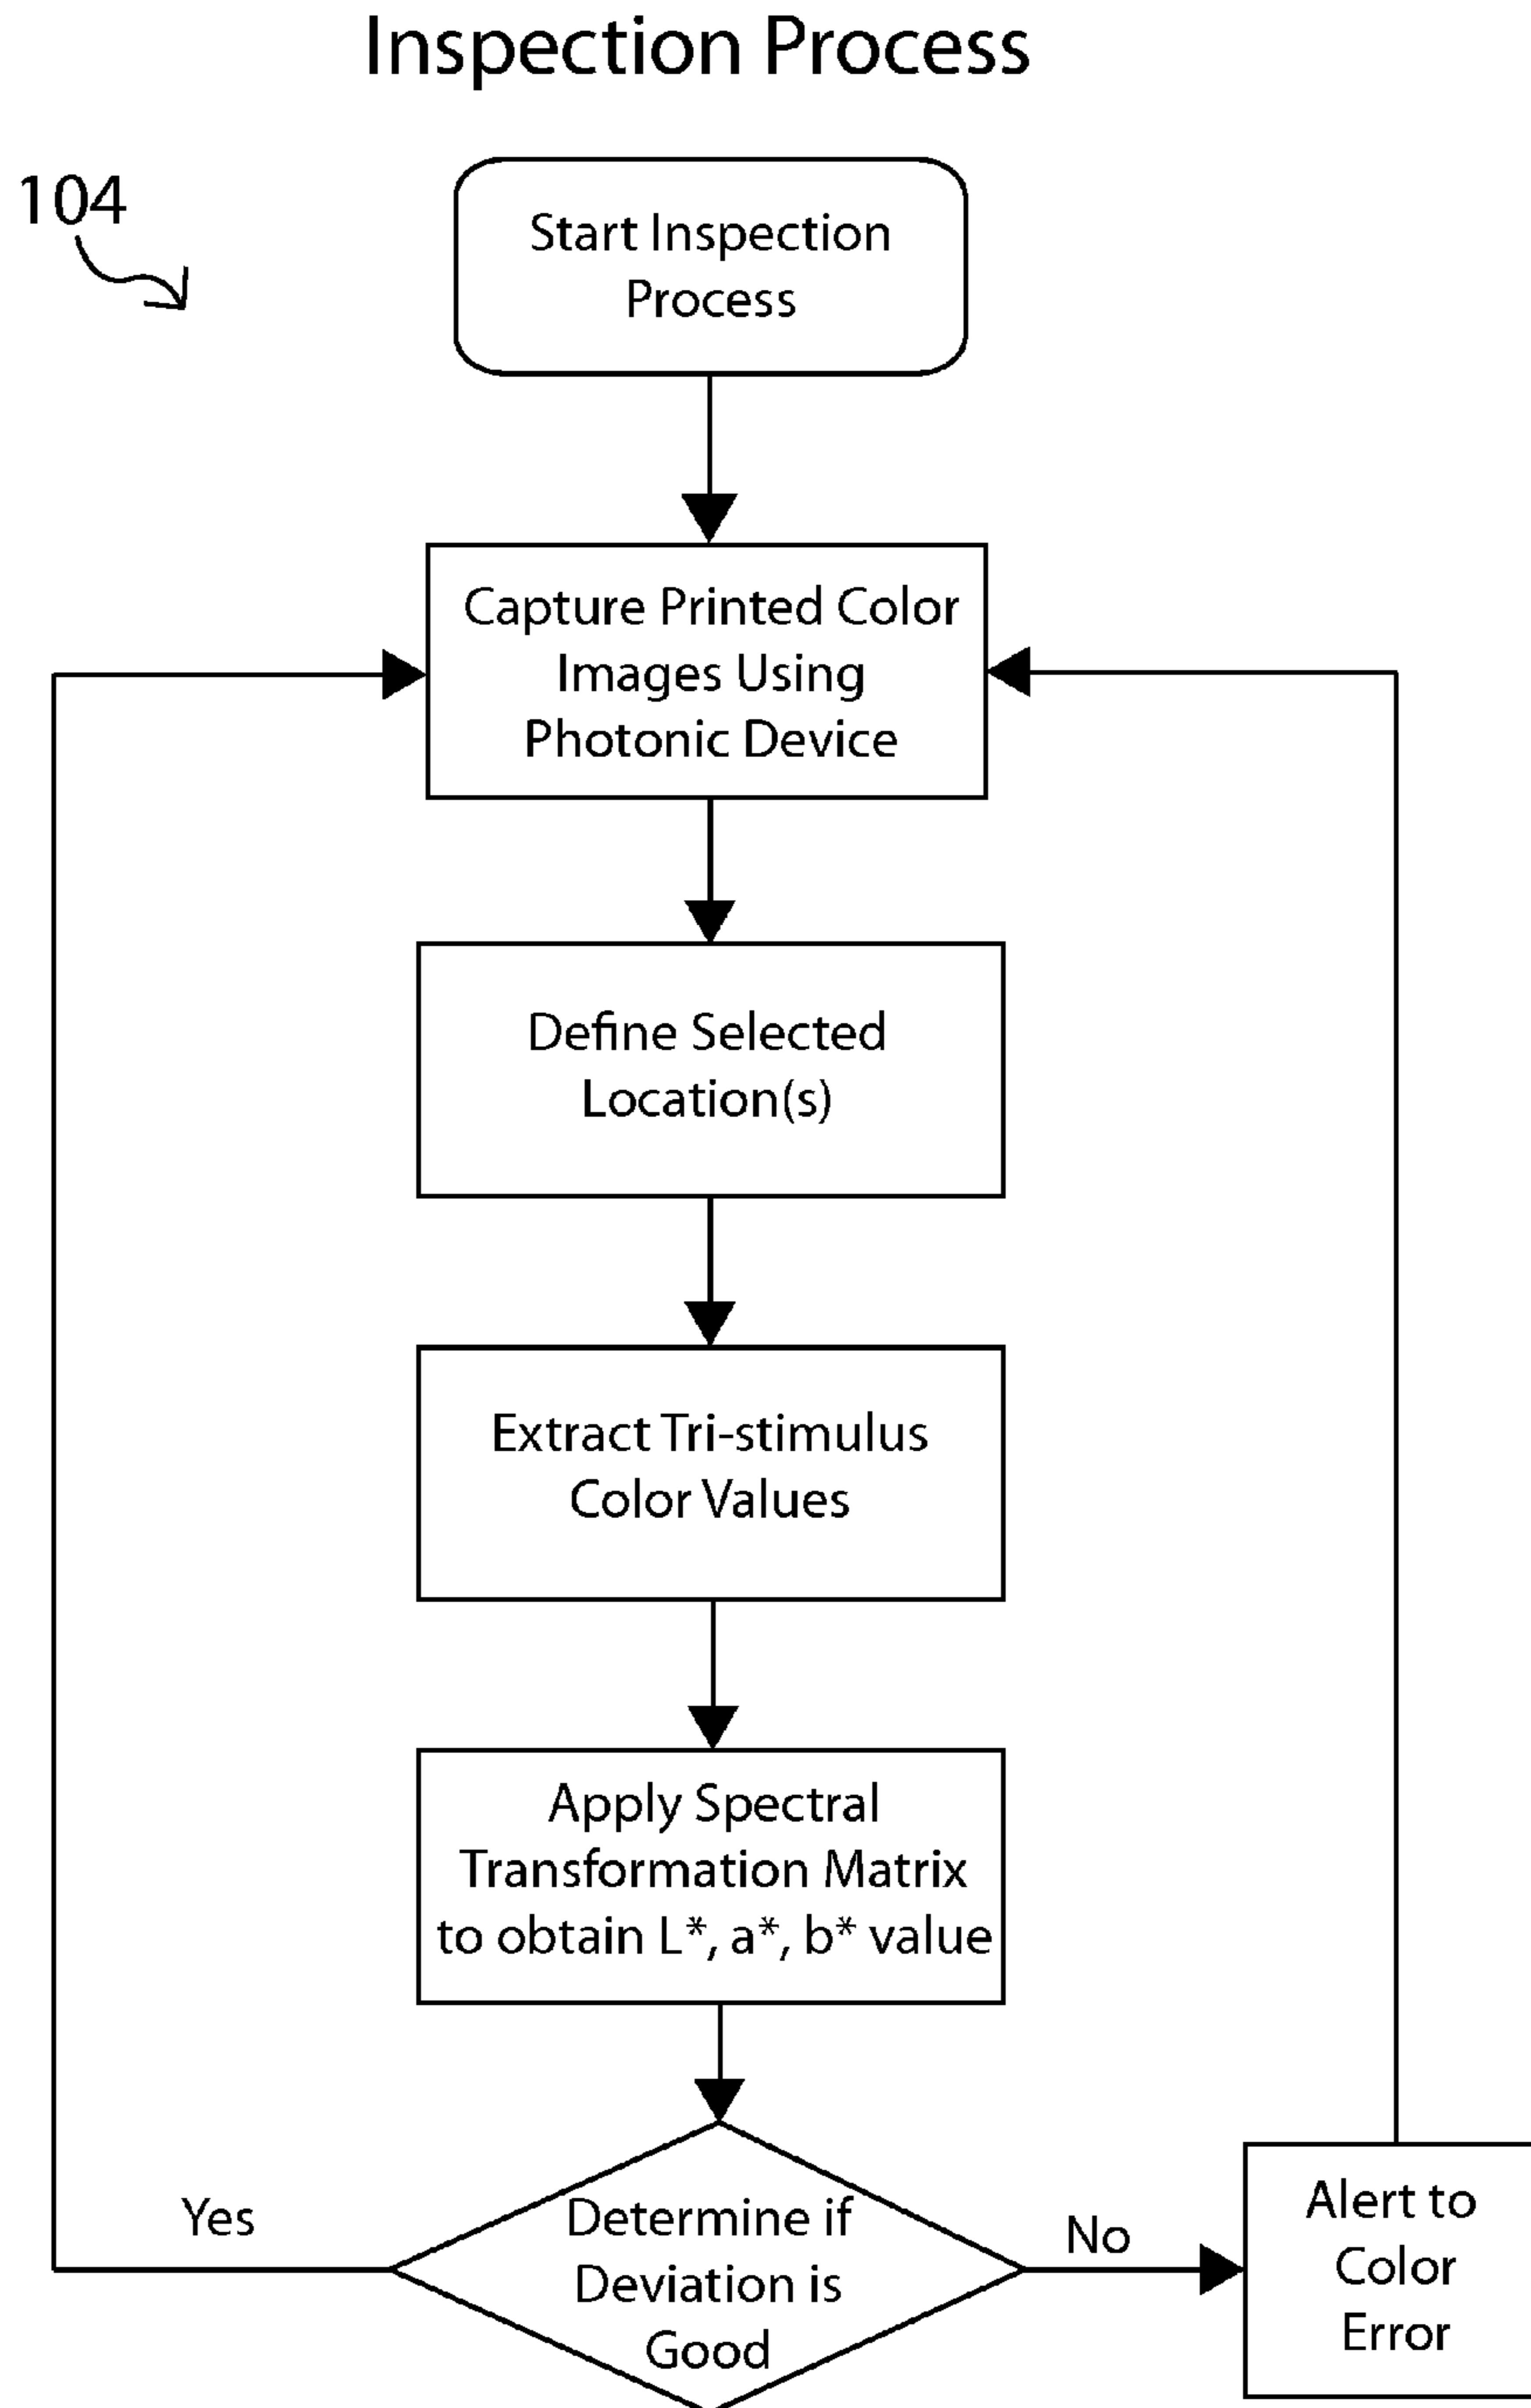 Inspection Process
104
Start Inspection
Process
Capture Printed Color
Images Using
Photonic Device
Define Selected
Location(s)
Extract Tri-stimulus
Color Values
Apply Spectral
Transformation Matrix
to obtain L*, a*, b* value
Yes
Determine if
Deviation is
Good
No
Alert to
Color
Error